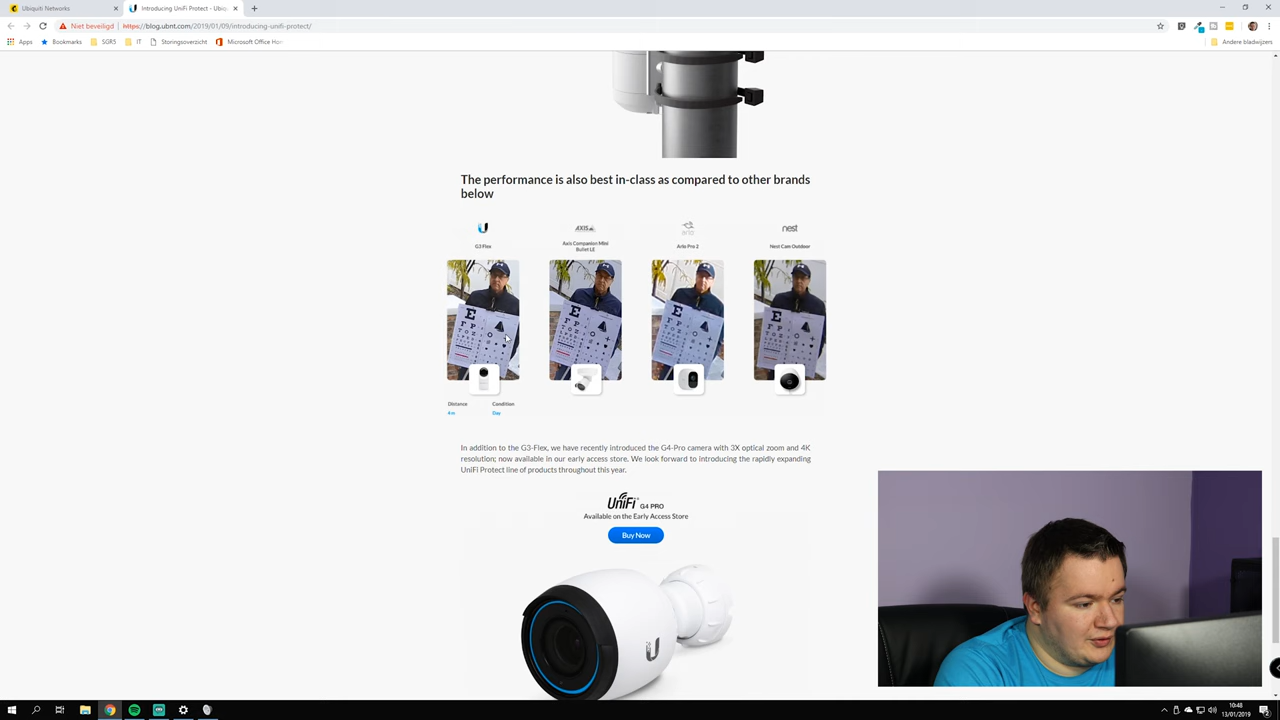 Ubiquiti Networks
Introducing UniFi Protect - Ubiq
Niet beveiligd
https://blog.ubnt.com/2019/01/09/introducing-unifi-protect/
Apps
Bookmarks
SGR5
IT
Storingsoverzicht
Microsoft Office Hon
Andere bladwijzers
The performance is also best in-class as compared to other brands
below
AXIS
arlo
nest
G3 Flex
Axis Companion Mini
Bullet LE
Arlo Pro 2
Nest Cam Outdoor
E
E
E
E
Distance
Condition
4 m
Day
In addition to the G3-Flex, we have recently introduced the G4-Pro camera with 3X optical zoom and 4K
resolution; now available in our early access store. We look forward to introducing the rapidly expanding
UniFi Protect line of products throughout this year.
UniFi G4 PRO
Available on the Early Access Store
Buy Now
10:48
13/01/2019